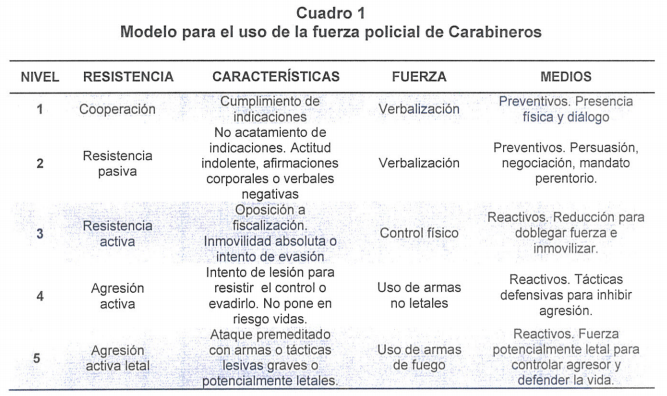 Cuadro 1
Modelo para el uso de la fuerza policial de Carabineros
NIVEL RESISTENCIA CARACTERÍSTICAS FUERZA MEDIOS
1 Cooperación Cumplimiento de indicaciones Verbalización Preventivos. Presencia física y diálogo
2 Resistencia pasiva No acatamiento de indicaciones. Actitud indolente, afirmaciones corporales o verbales negativas Verbalización Preventivos. Persuasión, negociación, mandato perentorio.
3 Resistencia activa Oposición a fiscalización. Inmovilidad absoluta o intento de evasión Control físico Reactivos. Reducción para doblegar fuerza e inmovilizar.
4 Agresión activa Intento de lesión para resistir el control o evadirlo. No pone en riesgo vidas. Uso de armas no letales Reactivos. Tácticas defensivas para inhibir agresión.
5 Agresión activa letal Ataque premeditado con armas o tácticas lesivas graves o potencialmente letales. Uso de armas de fuego Reactivos. Fuerza potencialmente letal para controlar agresor y defender la vida.